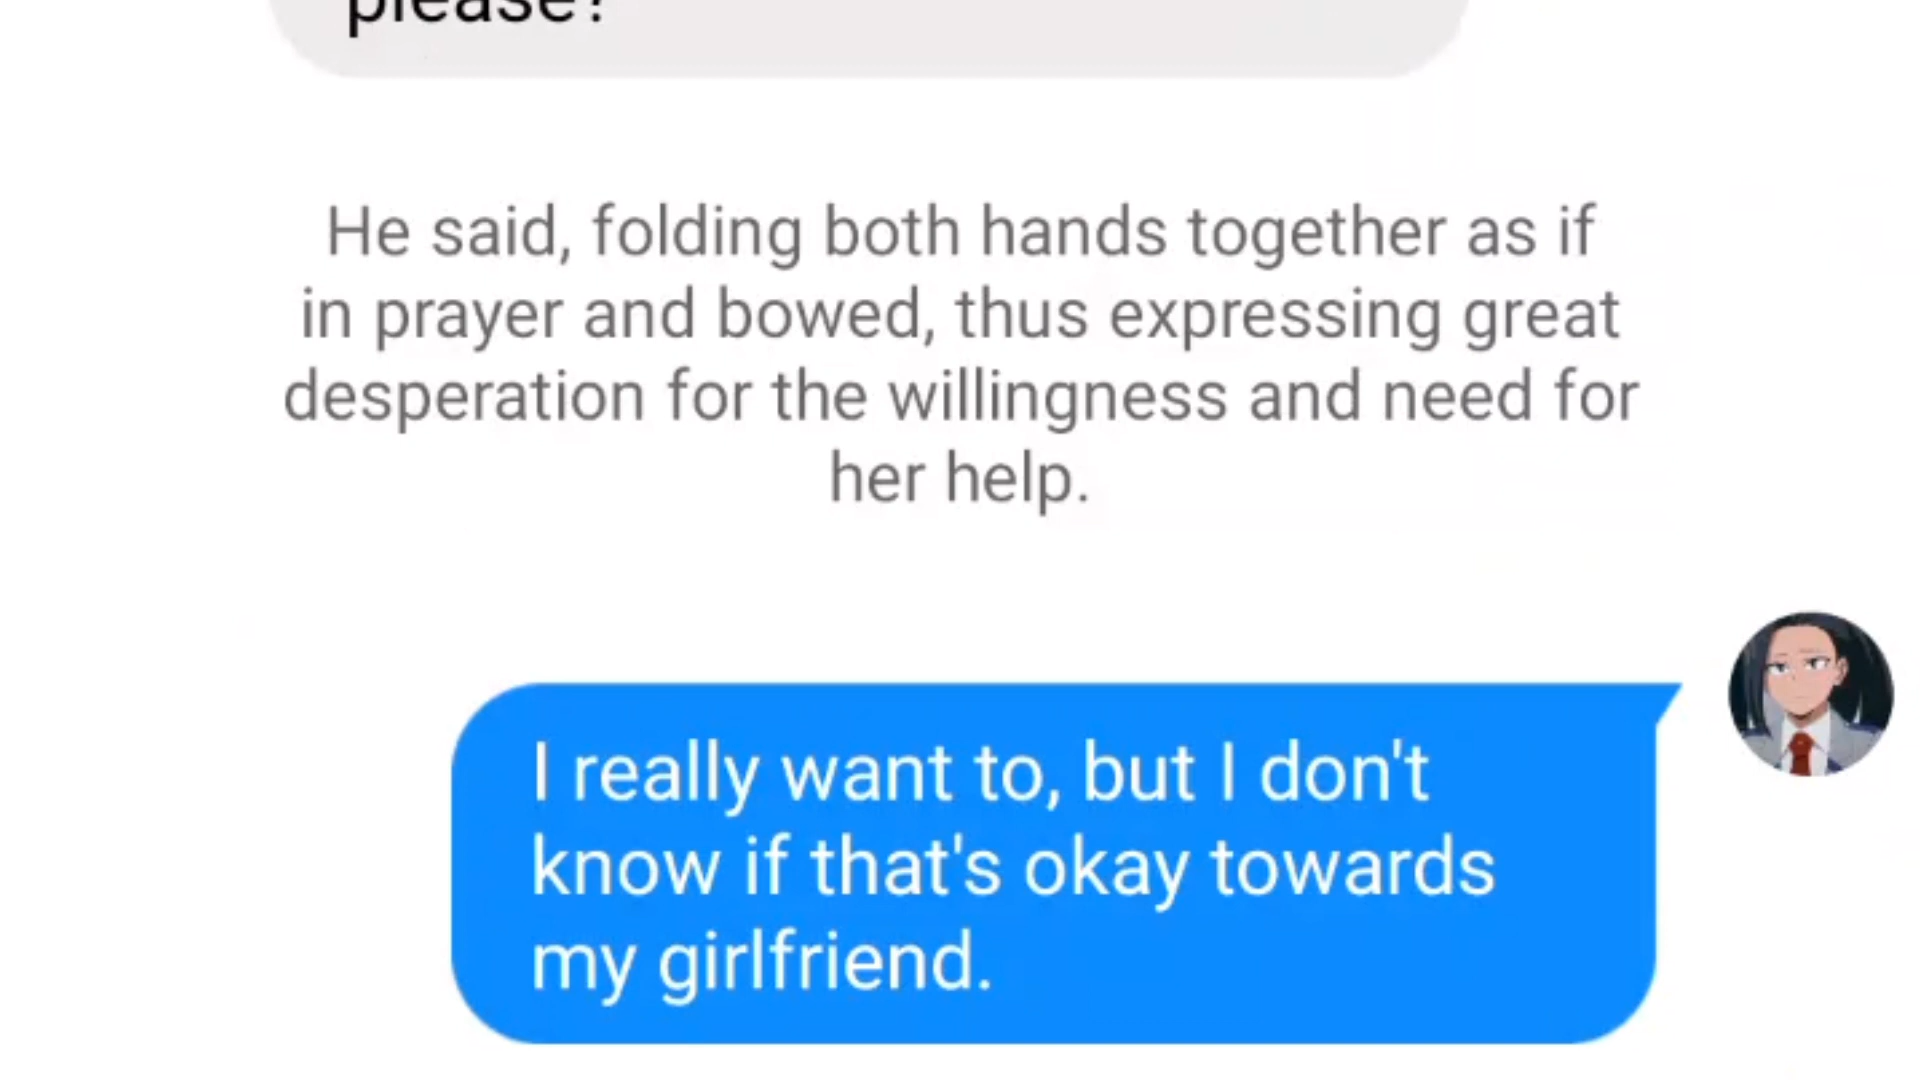 please?
He said, folding both hands together as if
in prayer and bowed, thus expressing great
desperation for the willingness and need for
her help.
I really want to, but I don't
know if that's okay towards
my girlfriend.